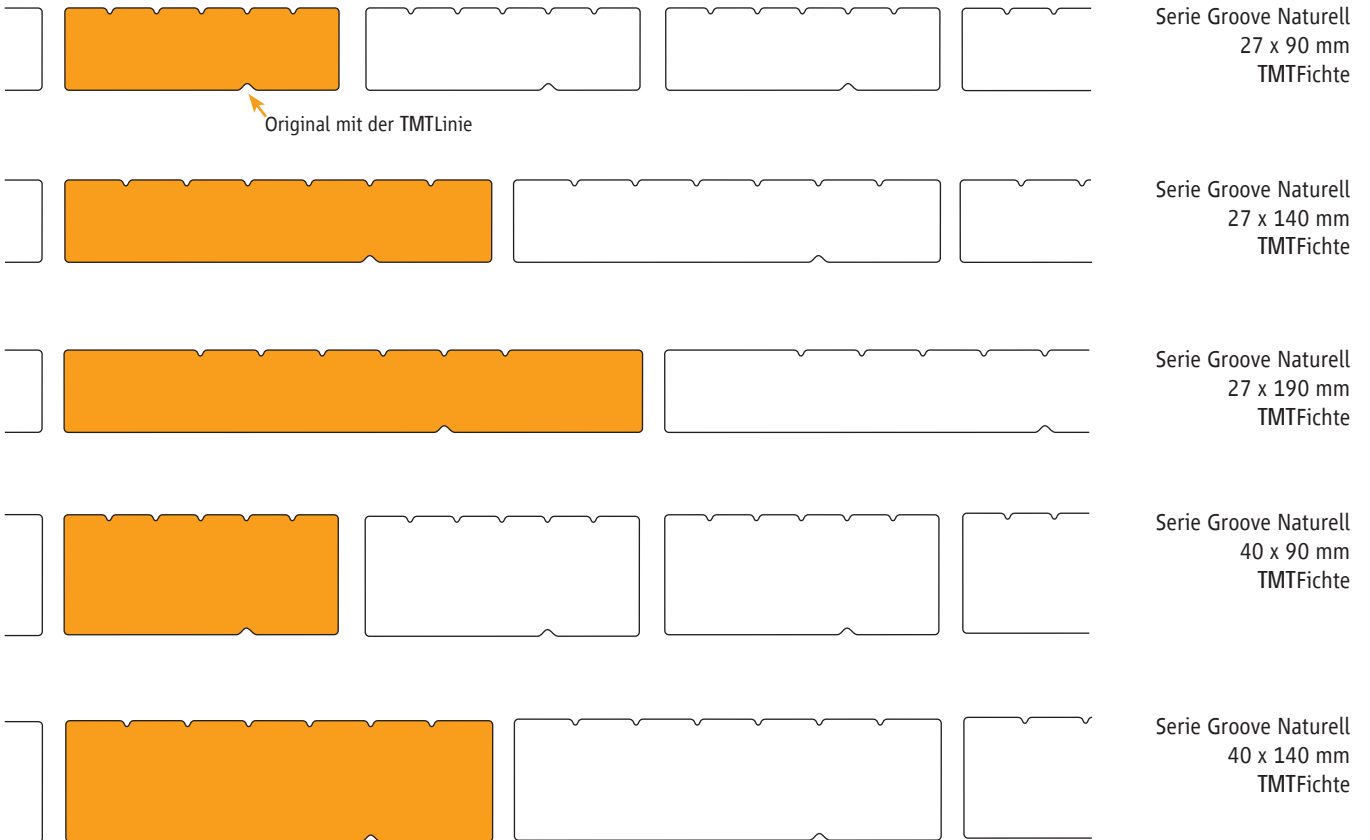 Serie Groove Naturell
27 x 90 mm
TMTFichte
Original mit der TMTLinie
Serie Groove Naturell
27 x 140 mm
TMTFichte
Serie Groove Naturell
27 x 190 mm
TMTFichte
Serie Groove Naturell
40 x 90 mm
TMTFichte
Serie Groove Naturell
40 x 140 mm
TMTFichte